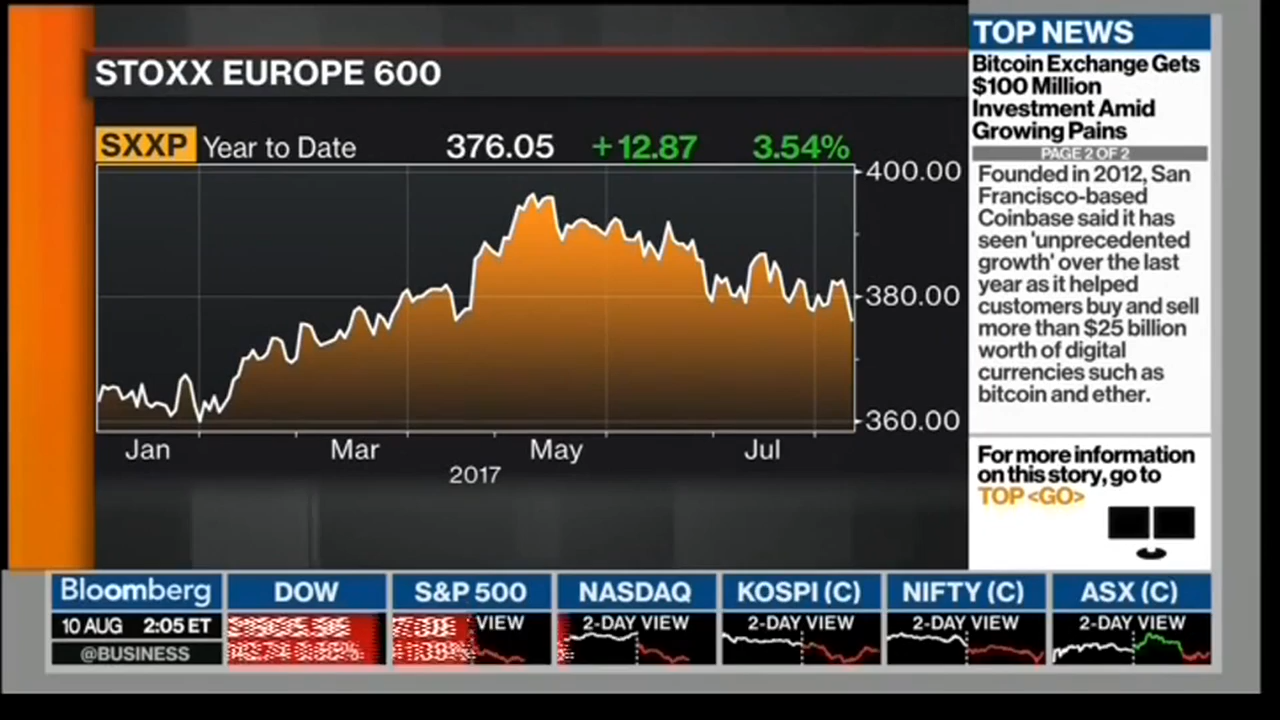 STOXX EUROPE 600
SXXP Year to Date 376.05 +12.87 3.54%
400.00
380.00
360.00
Jan Mar May Jul
2017
TOP NEWS
Bitcoin Exchange Gets
$100 Million
Investment Amid
Growing Pains
PAGE 2 OF 2
Founded in 2012, San
Francisco-based
Coinbase said it has
seen 'unprecedented
growth' over the last
year as it helped
customers buy and sell
more than $25 billion
worth of digital
currencies such as
bitcoin and ether.
For more information
on this story, go to
TOP <GO>
Bloomberg DOW S&P 500 NASDAQ KOSPI (C) NIFTY (C) ASX (C)
10 AUG 2:05 ET VIEW 2-DAY VIEW 2-DAY VIEW 2-DAY VIEW 2-DAY VIEW
@BUSINESS